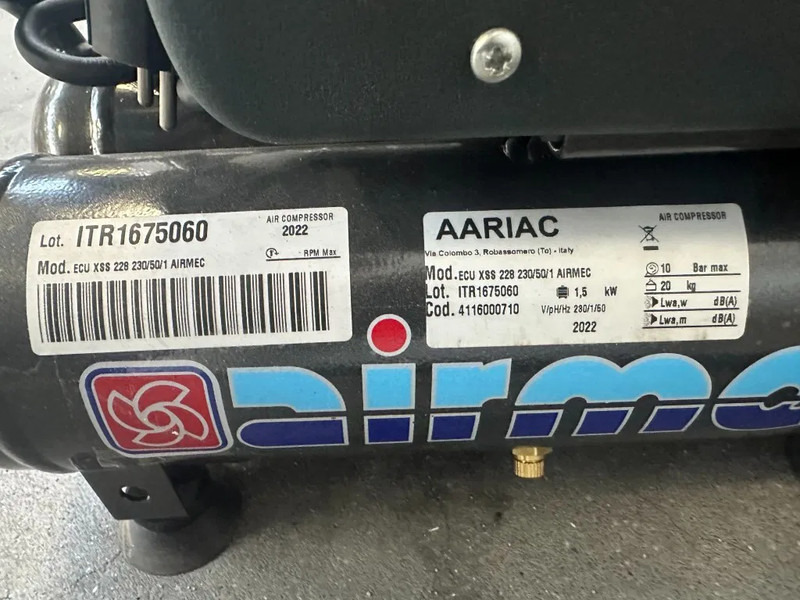 Lot. ITR1675060
AIR COMPRESSOR
2022
Mod. ECU XSS 228 230/50/1 AIRMEC
RPM Max
AARIAC
AIR COMPRESSOR
Via Colombo 3, Robassomero (To) - Italy
Mod. ECU XSS 228 230/50/1 AIRMEC
10 Bar max
Lot. ITR1675060
1,5 kW
20 kg
Cod. 4116000710
V/pH/Hz 280/1/50
Lwa,w dB(A)
2022
Lwa,m dB(A)
airme